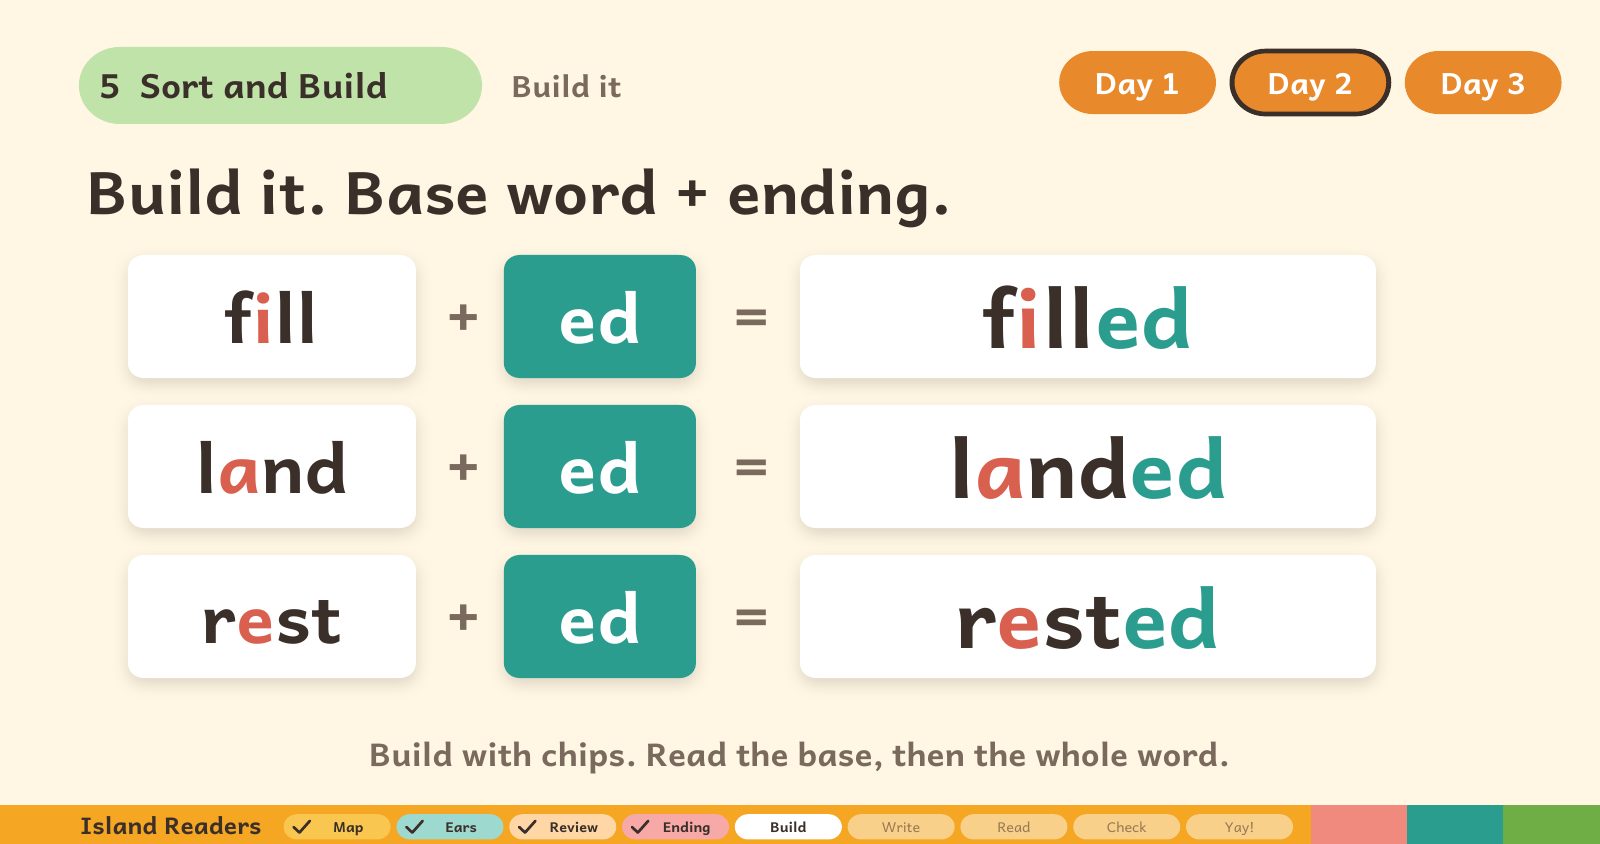 5 Sort and Build
Build it
Day 1
Day 2
Day 3
Build it. Base word + ending.
fill + ed = filled
land + ed = landed
rest + ed = rested
Build with chips. Read the base, then the whole word.
Island Readers
Map
Ears
Review
Ending
Build
Write
Read
Check
Yay!